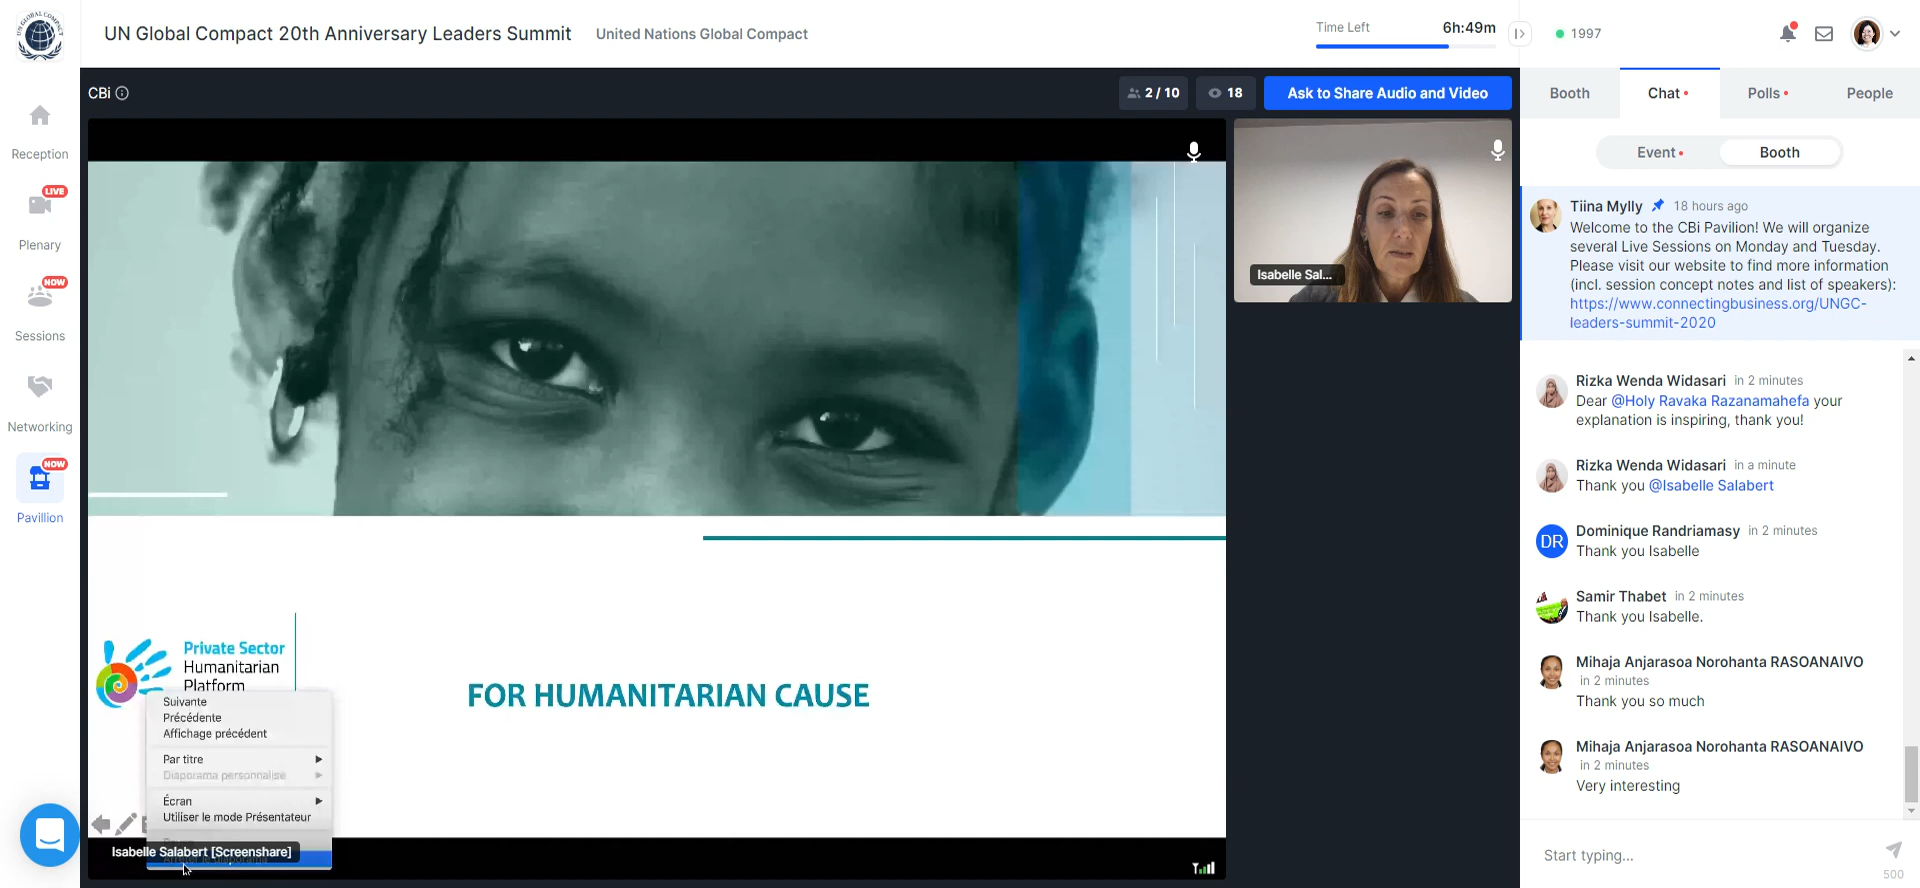 UN GLOBAL COMPACT
UN Global Compact 20th Anniversary Leaders Summit
United Nations Global Compact
Time Left
6h:49m
1997
Reception
LIVE
Plenary
NOW
Sessions
Networking
NOW
Pavillion
CBi
2 / 10
18
Ask to Share Audio and Video
Isabelle Sal...
Private Sector
Humanitarian
Platform
FOR HUMANITARIAN CAUSE
Suivante
Précédente
Affichage précédent
Par titre
Diaporama personnalisé
Écran
Utiliser le mode Présentateur
Isabelle Salabert [Screenshare]
Booth
Chat
Polls
People
Event
Booth
Tiina Mylly 18 hours ago
Welcome to the CBi Pavilion! We will organize
several Live Sessions on Monday and Tuesday.
Please visit our website to find more information
(incl. session concept notes and list of speakers):
https://www.connectingbusiness.org/UNGC-
leaders-summit-2020
Rizka Wenda Widasari in 2 minutes
Dear @Holy Ravaka Razanamahefa your
explanation is inspiring, thank you!
Rizka Wenda Widasari in a minute
Thank you @Isabelle Salabert
DR
Dominique Randriamasy in 2 minutes
Thank you Isabelle
Samir Thabet in 2 minutes
Thank you Isabelle.
Mihaja Anjarasoa Norohanta RASOANAIVO
in 2 minutes
Thank you so much
Mihaja Anjarasoa Norohanta RASOANAIVO
in 2 minutes
Very interesting
Start typing...
500